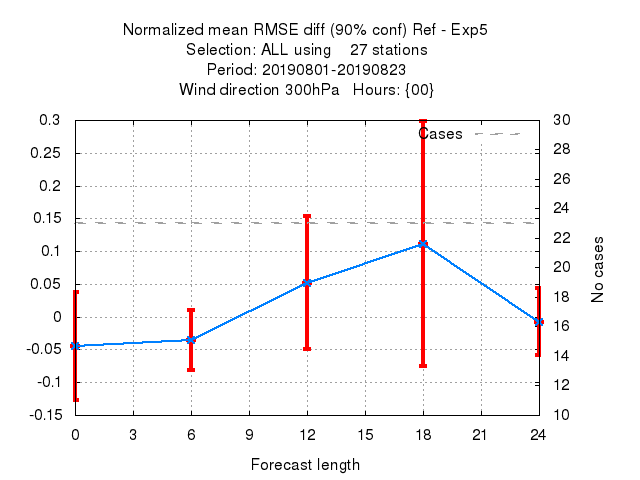 Normalized mean RMSE diff (90% conf) Ref - Exp5
Selection: ALL using    27 stations
Period: 20190801-20190823
Wind direction 300hPa   Hours: {00}
Cases
0.3
0.25
0.2
0.15
0.1
0.05
0
-0.05
-0.1
-0.15
30
28
26
24
22
20
18
16
14
12
10
No cases
0 3 6 9 12 15 18 21 24
Forecast length